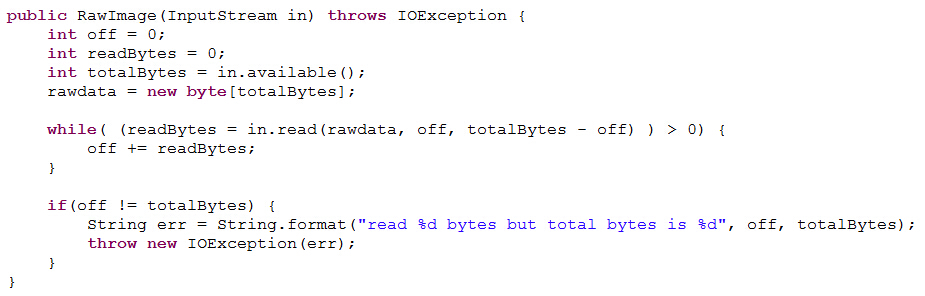 public RawImage(InputStream in) throws IOException {
    int off = 0;
    int readBytes = 0;
    int totalBytes = in.available();
    rawdata = new byte[totalBytes];

    while( (readBytes = in.read(rawdata, off, totalBytes - off) ) > 0) {
        off += readBytes;
    }

    if(off != totalBytes) {
        String err = String.format("read %d bytes but total bytes is %d", off, totalBytes);
        throw new IOException(err);
    }
}